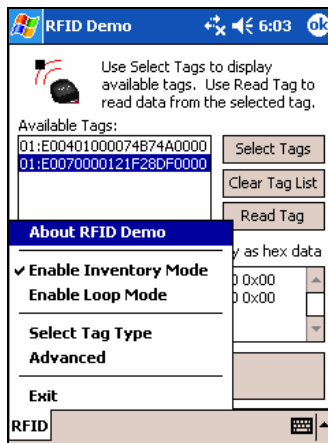 RFID Demo 6:03 ok
Use Select Tags to display
available tags. Use Read Tag to
read data from the selected tag.
Available Tags:
01:E00401000074B74A0000
01:E0070000121F28DF0000
Select Tags
Clear Tag List
Read Tag
About RFID Demo
Enable Inventory Mode
Enable Loop Mode
Select Tag Type
Advanced
Exit
as hex data
0x00
0x00
RFID